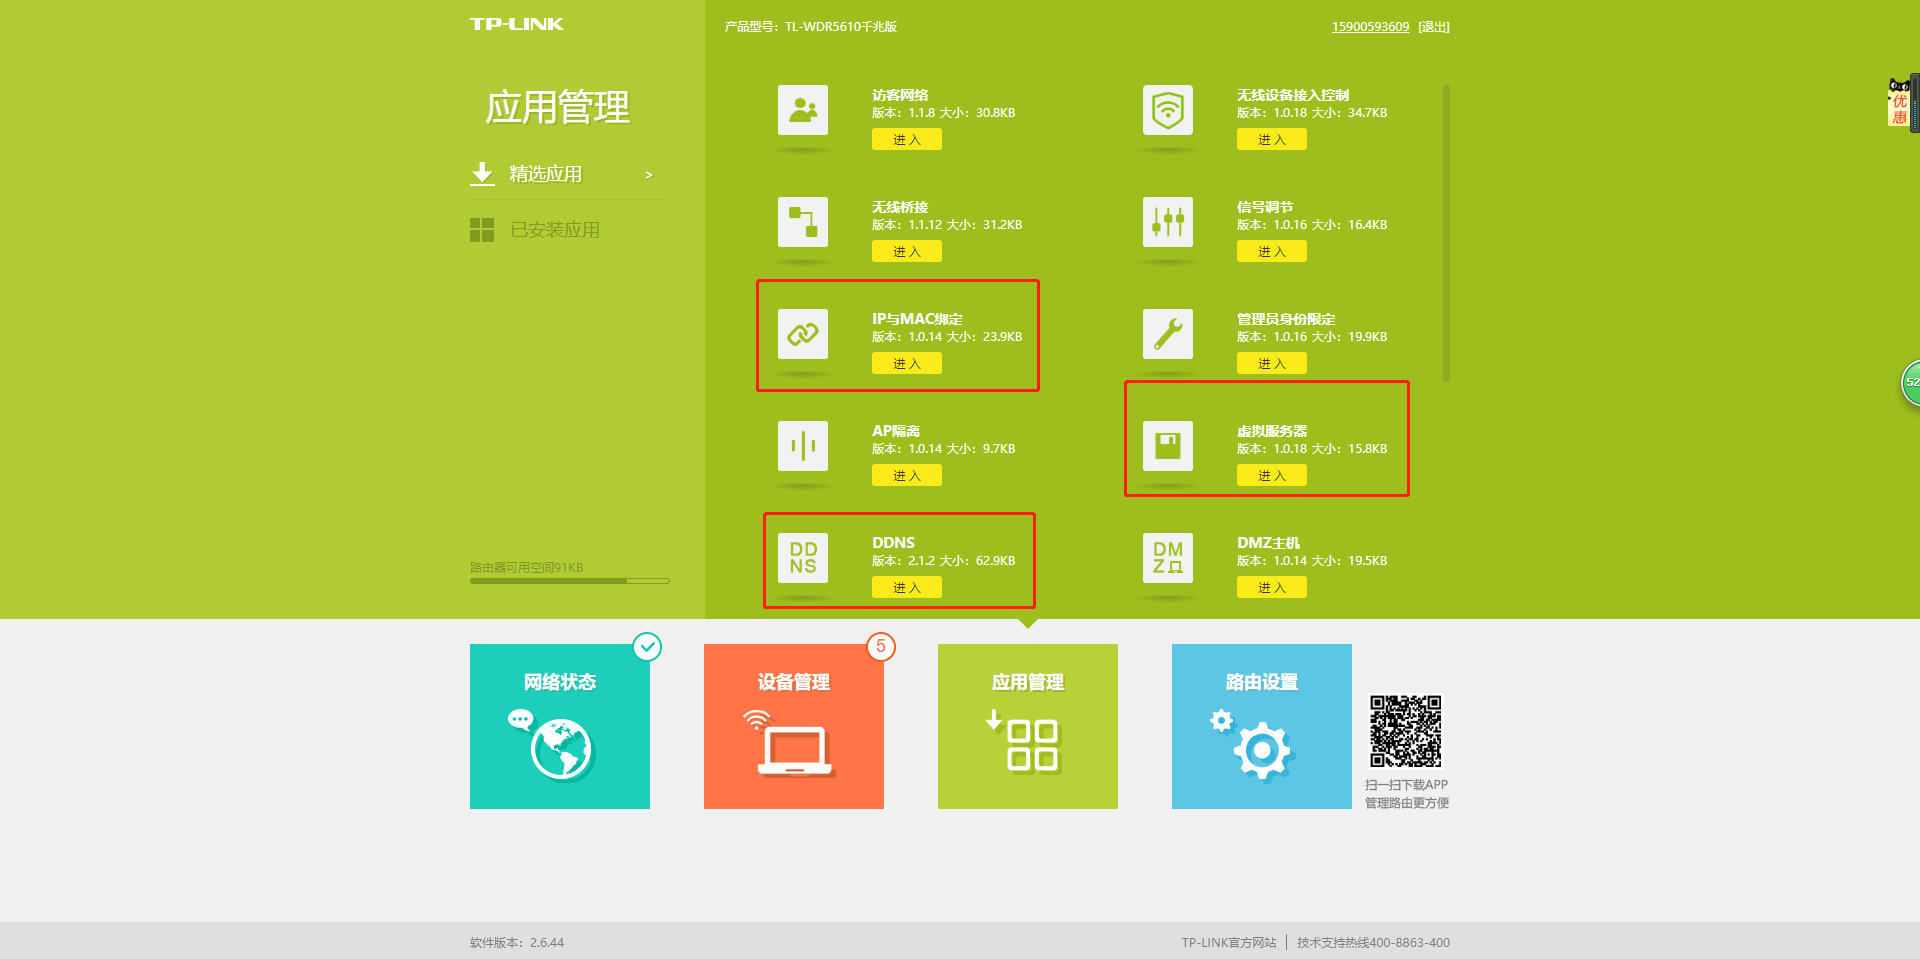 TP-LINK
产品型号：TL-WDR5610千兆版
15900593609 [退出]
应用管理
精选应用 >
已安装应用
路由器可用空间91KB
访客网络
版本：1.1.8 大小：30.8KB
进 入
无线设备接入控制
版本：1.0.18 大小：34.7KB
进 入
无线桥接
版本：1.1.12 大小：31.2KB
进 入
信号调节
版本：1.0.16 大小：16.4KB
进 入
IP与MAC绑定
版本：1.0.14 大小：23.9KB
进 入
管理员身份限定
版本：1.0.16 大小：19.9KB
进 入
AP隔离
版本：1.0.14 大小：9.7KB
进 入
虚拟服务器
版本：1.0.18 大小：15.8KB
进 入
DD
NS
DDNS
版本：2.1.2 大小：62.9KB
进 入
DM
Z
DMZ主机
版本：1.0.14 大小：19.5KB
进 入
优
惠
52
网络状态
设备管理
5
应用管理
路由设置
扫一扫下载APP
管理路由更方便
软件版本：2.6.44
TP-LINK官方网站 | 技术支持热线400-8863-400